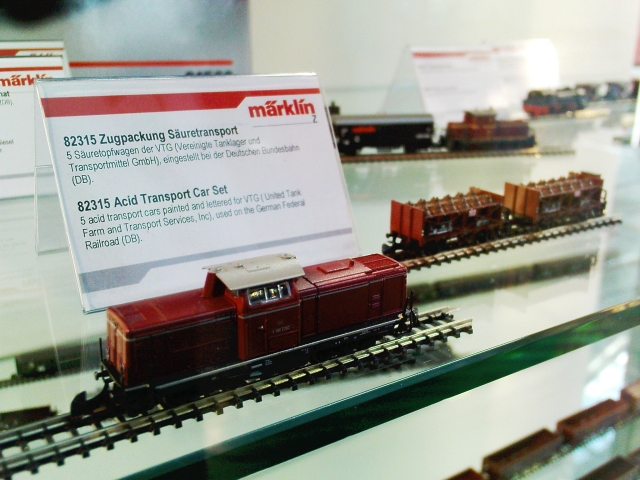 märklin
Z
82315 Zugpackung Säuretransport
5 Säuretopfwagen der VTG (Vereinigte Tanklager und
Transportmittel GmbH), eingestellt bei der Deutschen Bundesbahn
(DB).
82315 Acid Transport Car Set
5 acid transport cars painted and lettered for VTG ( United Tank
Farm and Transport Services, Inc), used on the German Federal
Railroad (DB).
märklin